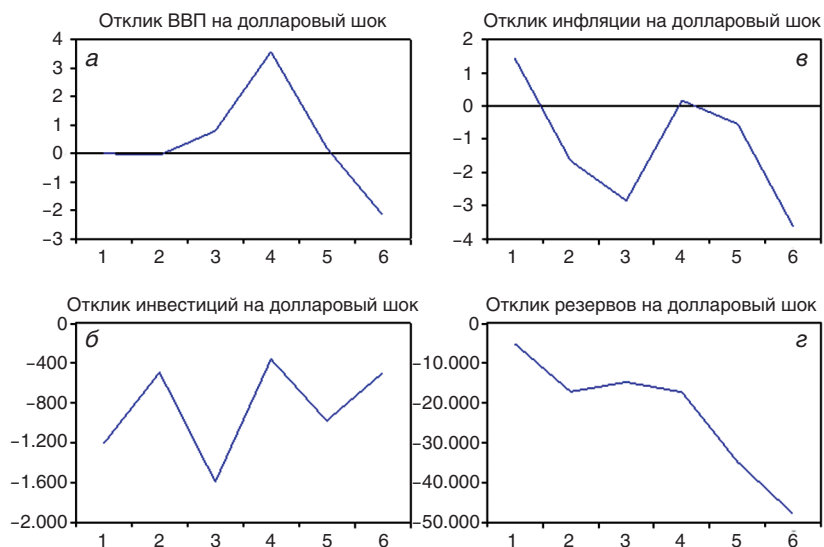 Отклик ВВП на долларовый шок
4
3
2
1
0
−1
−2
−3
а
1 2 3 4 5 6
Отклик инфляции на долларовый шок
2
1
0
−1
−2
−3
−4
в
1 2 3 4 5 6
Отклик инвестиций на долларовый шок
0
−400
−800
−1.200
−1.600
−2.000
б
1 2 3 4 5 6
Отклик резервов на долларовый шок
0
−10.000
−20.000
−30.000
−40.000
−50.000
г
1 2 3 4 5 6